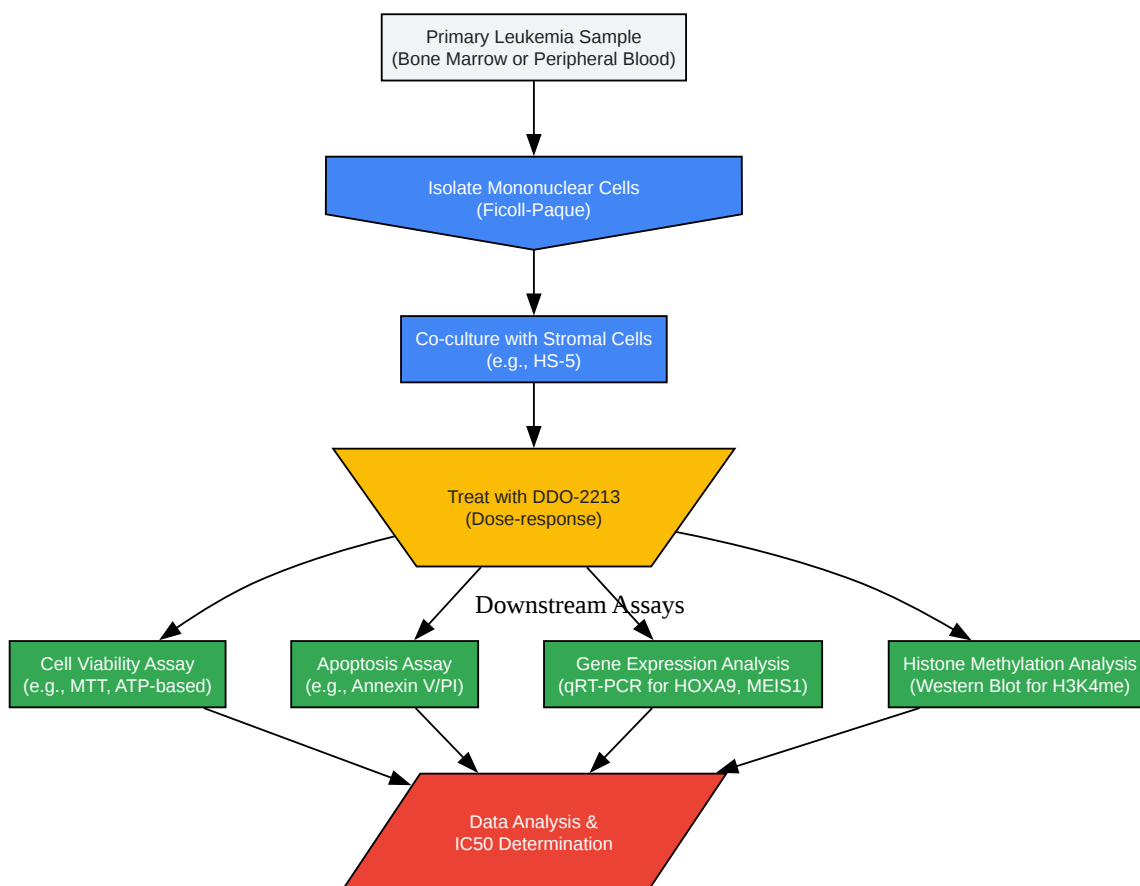 Primary Leukemia Sample
(Bone Marrow or Peripheral Blood)
Isolate Mononuclear Cells
(Ficoll-Paque)
Co-culture with Stromal Cells
(e.g., HS-5)
Treat with DDO-2213
(Dose-response)
Downstream Assays
Cell Viability Assay
(e.g., MTT, ATP-based)
Apoptosis Assay
(e.g., Annexin V/PI)
Gene Expression Analysis
(qRT-PCR for HOXA9, MEIS1)
Histone Methylation Analysis
(Western Blot for H3K4me)
Data Analysis &
IC50 Determination